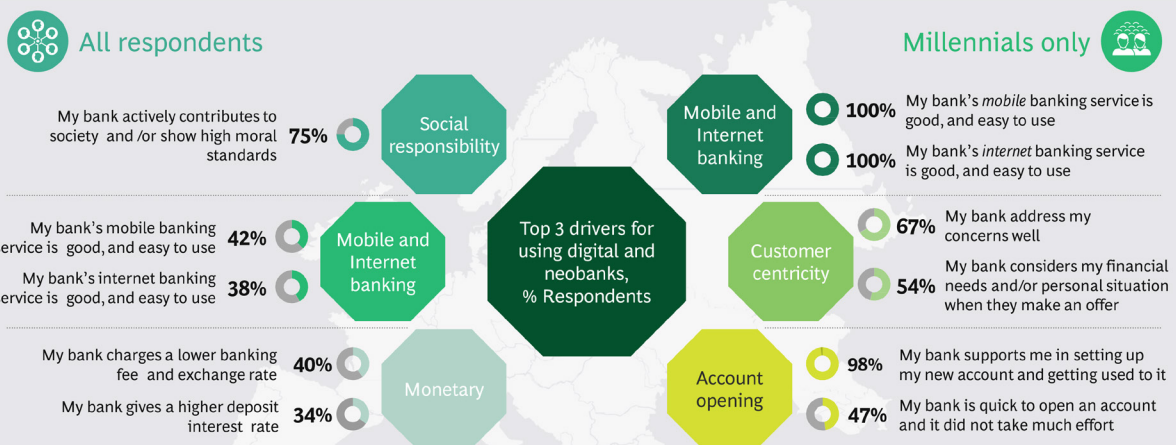 All respondents
Millennials only
My bank actively contributes to
society and /or show high moral
standards
75%
Social
responsibility
Mobile and
Internet
banking
100%
My bank's mobile banking service is
good, and easy to use
100%
My bank's internet banking service
is good, and easy to use
Top 3 drivers for
using digital and
neobanks,
% Respondents
My bank's mobile banking
service is good, and easy to use
42%
My bank's internet banking
service is good, and easy to use
38%
Mobile and
Internet
banking
Customer
centricity
67%
My bank address my
concerns well
54%
My bank considers my financial
needs and/or personal situation
when they make an offer
My bank charges a lower banking
fee and exchange rate
40%
My bank gives a higher deposit
interest rate
34%
Monetary
Account
opening
98%
My bank supports me in setting up
my new account and getting used to it
47%
My bank is quick to open an account
and it did not take much effort